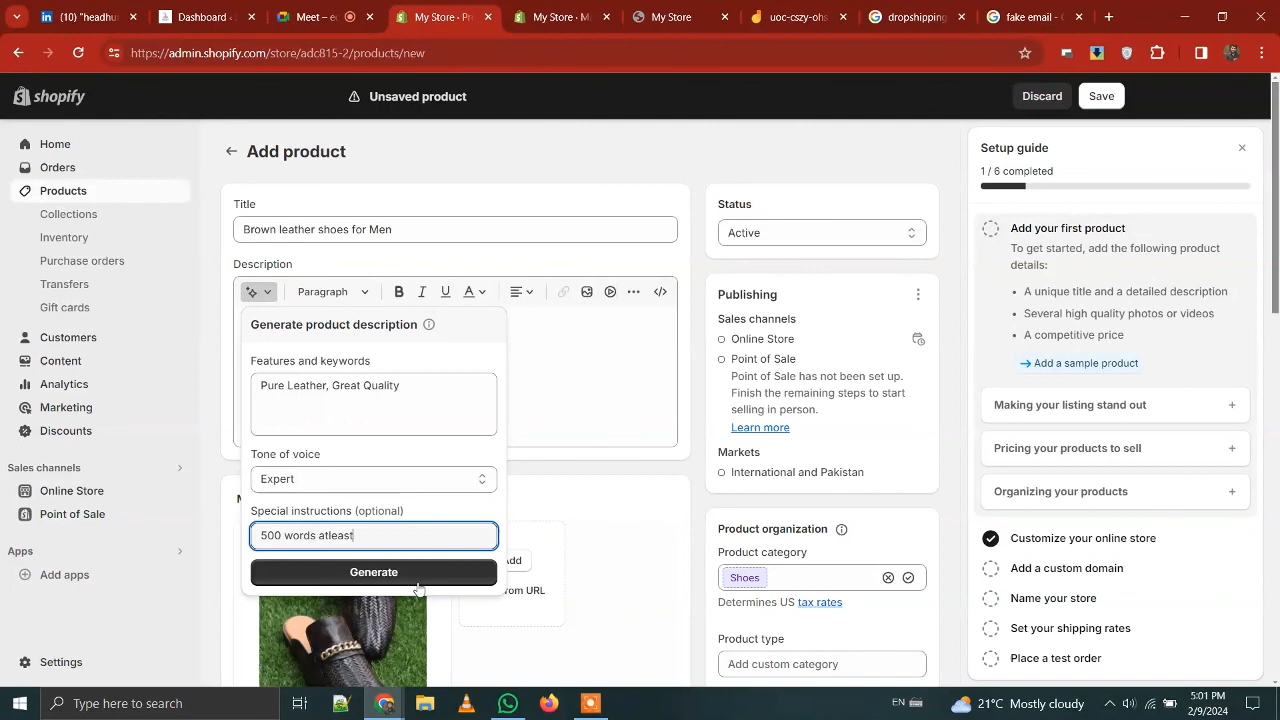 headhu
Dashboard
Meet – e
My Store · Pr
My Store · M
My Store
uoc-cszy-ohs
dropshipping
fake email - G
https://admin.shopify.com/store/adc815-2/products/new
shopify
Unsaved product
Discard
Save
Home
Orders
Products
Collections
Inventory
Purchase orders
Transfers
Gift cards
Customers
Content
Analytics
Marketing
Discounts
Sales channels
Online Store
Point of Sale
Apps
Add apps
Settings
Add product
Title
Brown leather shoes for Men
Description
Paragraph
B I U A
Generate product description
Features and keywords
Pure Leather, Great Quality
Tone of voice
Expert
Special instructions (optional)
500 words atleast
Generate
dd
om URL
Status
Active
Publishing
Sales channels
Online Store
Point of Sale
Point of Sale has not been set up.
Finish the remaining steps to start
selling in person.
Learn more
Markets
International and Pakistan
Product organization
Product category
Shoes
Determines US tax rates
Product type
Add custom category
Setup guide
1 / 6 completed
Add your first product
To get started, add the following product
details:
• A unique title and a detailed description
• Several high quality photos or videos
• A competitive price
Add a sample product
Making your listing stand out
Pricing your products to sell
Organizing your products
Customize your online store
Add a custom domain
Name your store
Set your shipping rates
Place a test order
Type here to search
21°C Mostly cloudy
EN
5:01 PM
2/9/2024